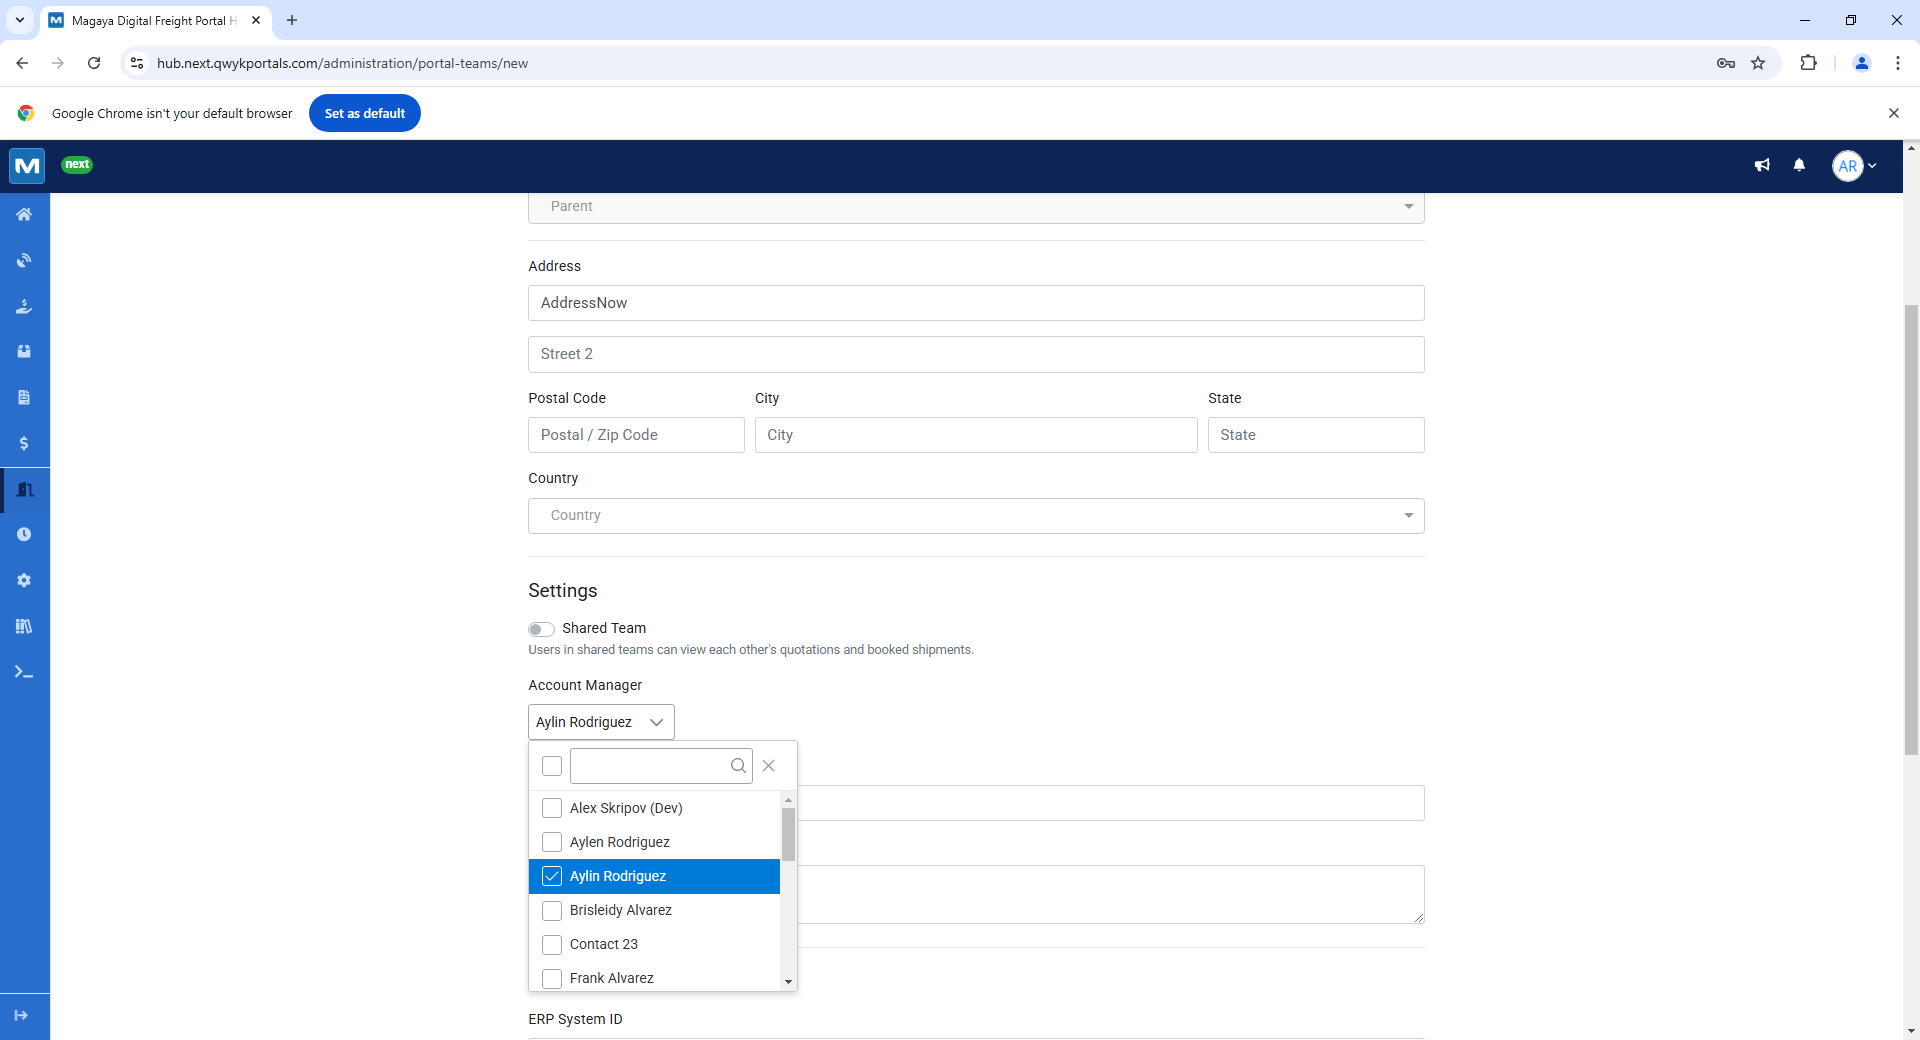 Magaya Digital Freight Portal H
hub.next.qwykportals.com/administration/portal-teams/new
Google Chrome isn't your default browser
Set as default
M
next
AR
Parent
Address
AddressNow
Street 2
Postal Code
City
State
Postal / Zip Code
City
State
Country
Country
Settings
Shared Team
Users in shared teams can view each other's quotations and booked shipments.
Account Manager
Aylin Rodriguez
Alex Skripov (Dev)
Aylen Rodriguez
Aylin Rodriguez
Brisleidy Alvarez
Contact 23
Frank Alvarez
ERP System ID